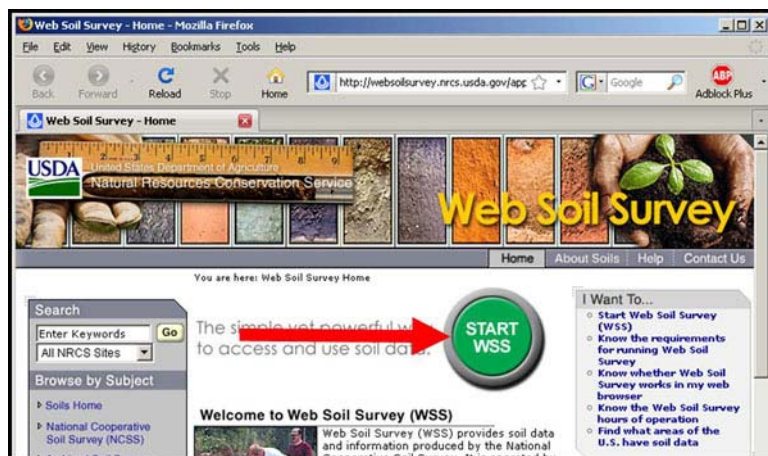 Web Soil Survey - Home - Mozilla Firefox
File Edit View History Bookmarks Tools Help
Back Forward Reload Stop Home http://websoilsurvey.nrcs.usda.gov/app Google Adblock Plus
ABP
Web Soil Survey - Home
USDA
United States Department of Agriculture
Natural Resources Conservation Service
Web Soil Survey
Home About Soils Help Contact Us
You are here: Web Soil Survey Home
Search
Enter Keywords Go
All NRCS Sites
Browse by Subject
Soils Home
National Cooperative
Soil Survey (NCSS)
The simple yet powerful
to access and use soil data.
START
WSS
Welcome to Web Soil Survey (WSS)
Web Soil Survey (WSS) provides soil data
and information produced by the National
I Want To...
Start Web Soil Survey
(WSS)
Know the requirements
for running Web Soil
Survey
Know whether Web Soil
Survey works in my web
browser
Know the Web Soil Survey
hours of operation
Find what areas of the
U.S. have soil data